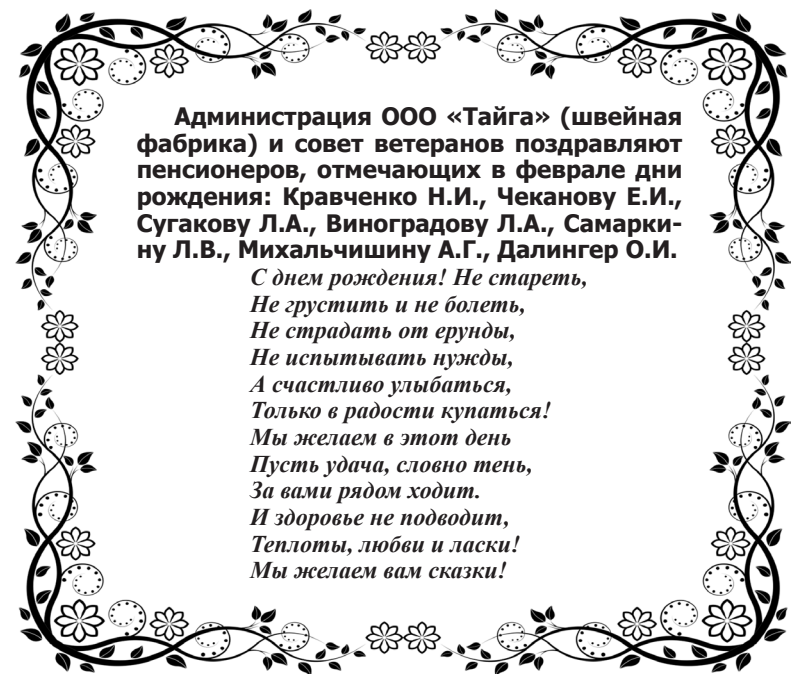 Администрация ООО «Тайга» (швейная
фабрика) и совет ветеранов поздравляют
пенсионеров, отмечающих в феврале дни
рождения: Кравченко Н.И., Чеканову Е.И.,
Сугакову Л.А., Виноградову Л.А., Самарки-
ну Л.В., Михальчишину А.Г., Далингер О.И.
С днем рождения! Не стареть,
Не грустить и не болеть,
Не страдать от ерунды,
Не испытывать нужды,
А счастливо улыбаться,
Только в радости купаться!
Мы желаем в этот день
Пусть удача, словно тень,
За вами рядом ходит.
И здоровье не подводит,
Теплоты, любви и ласки!
Мы желаем вам сказки!